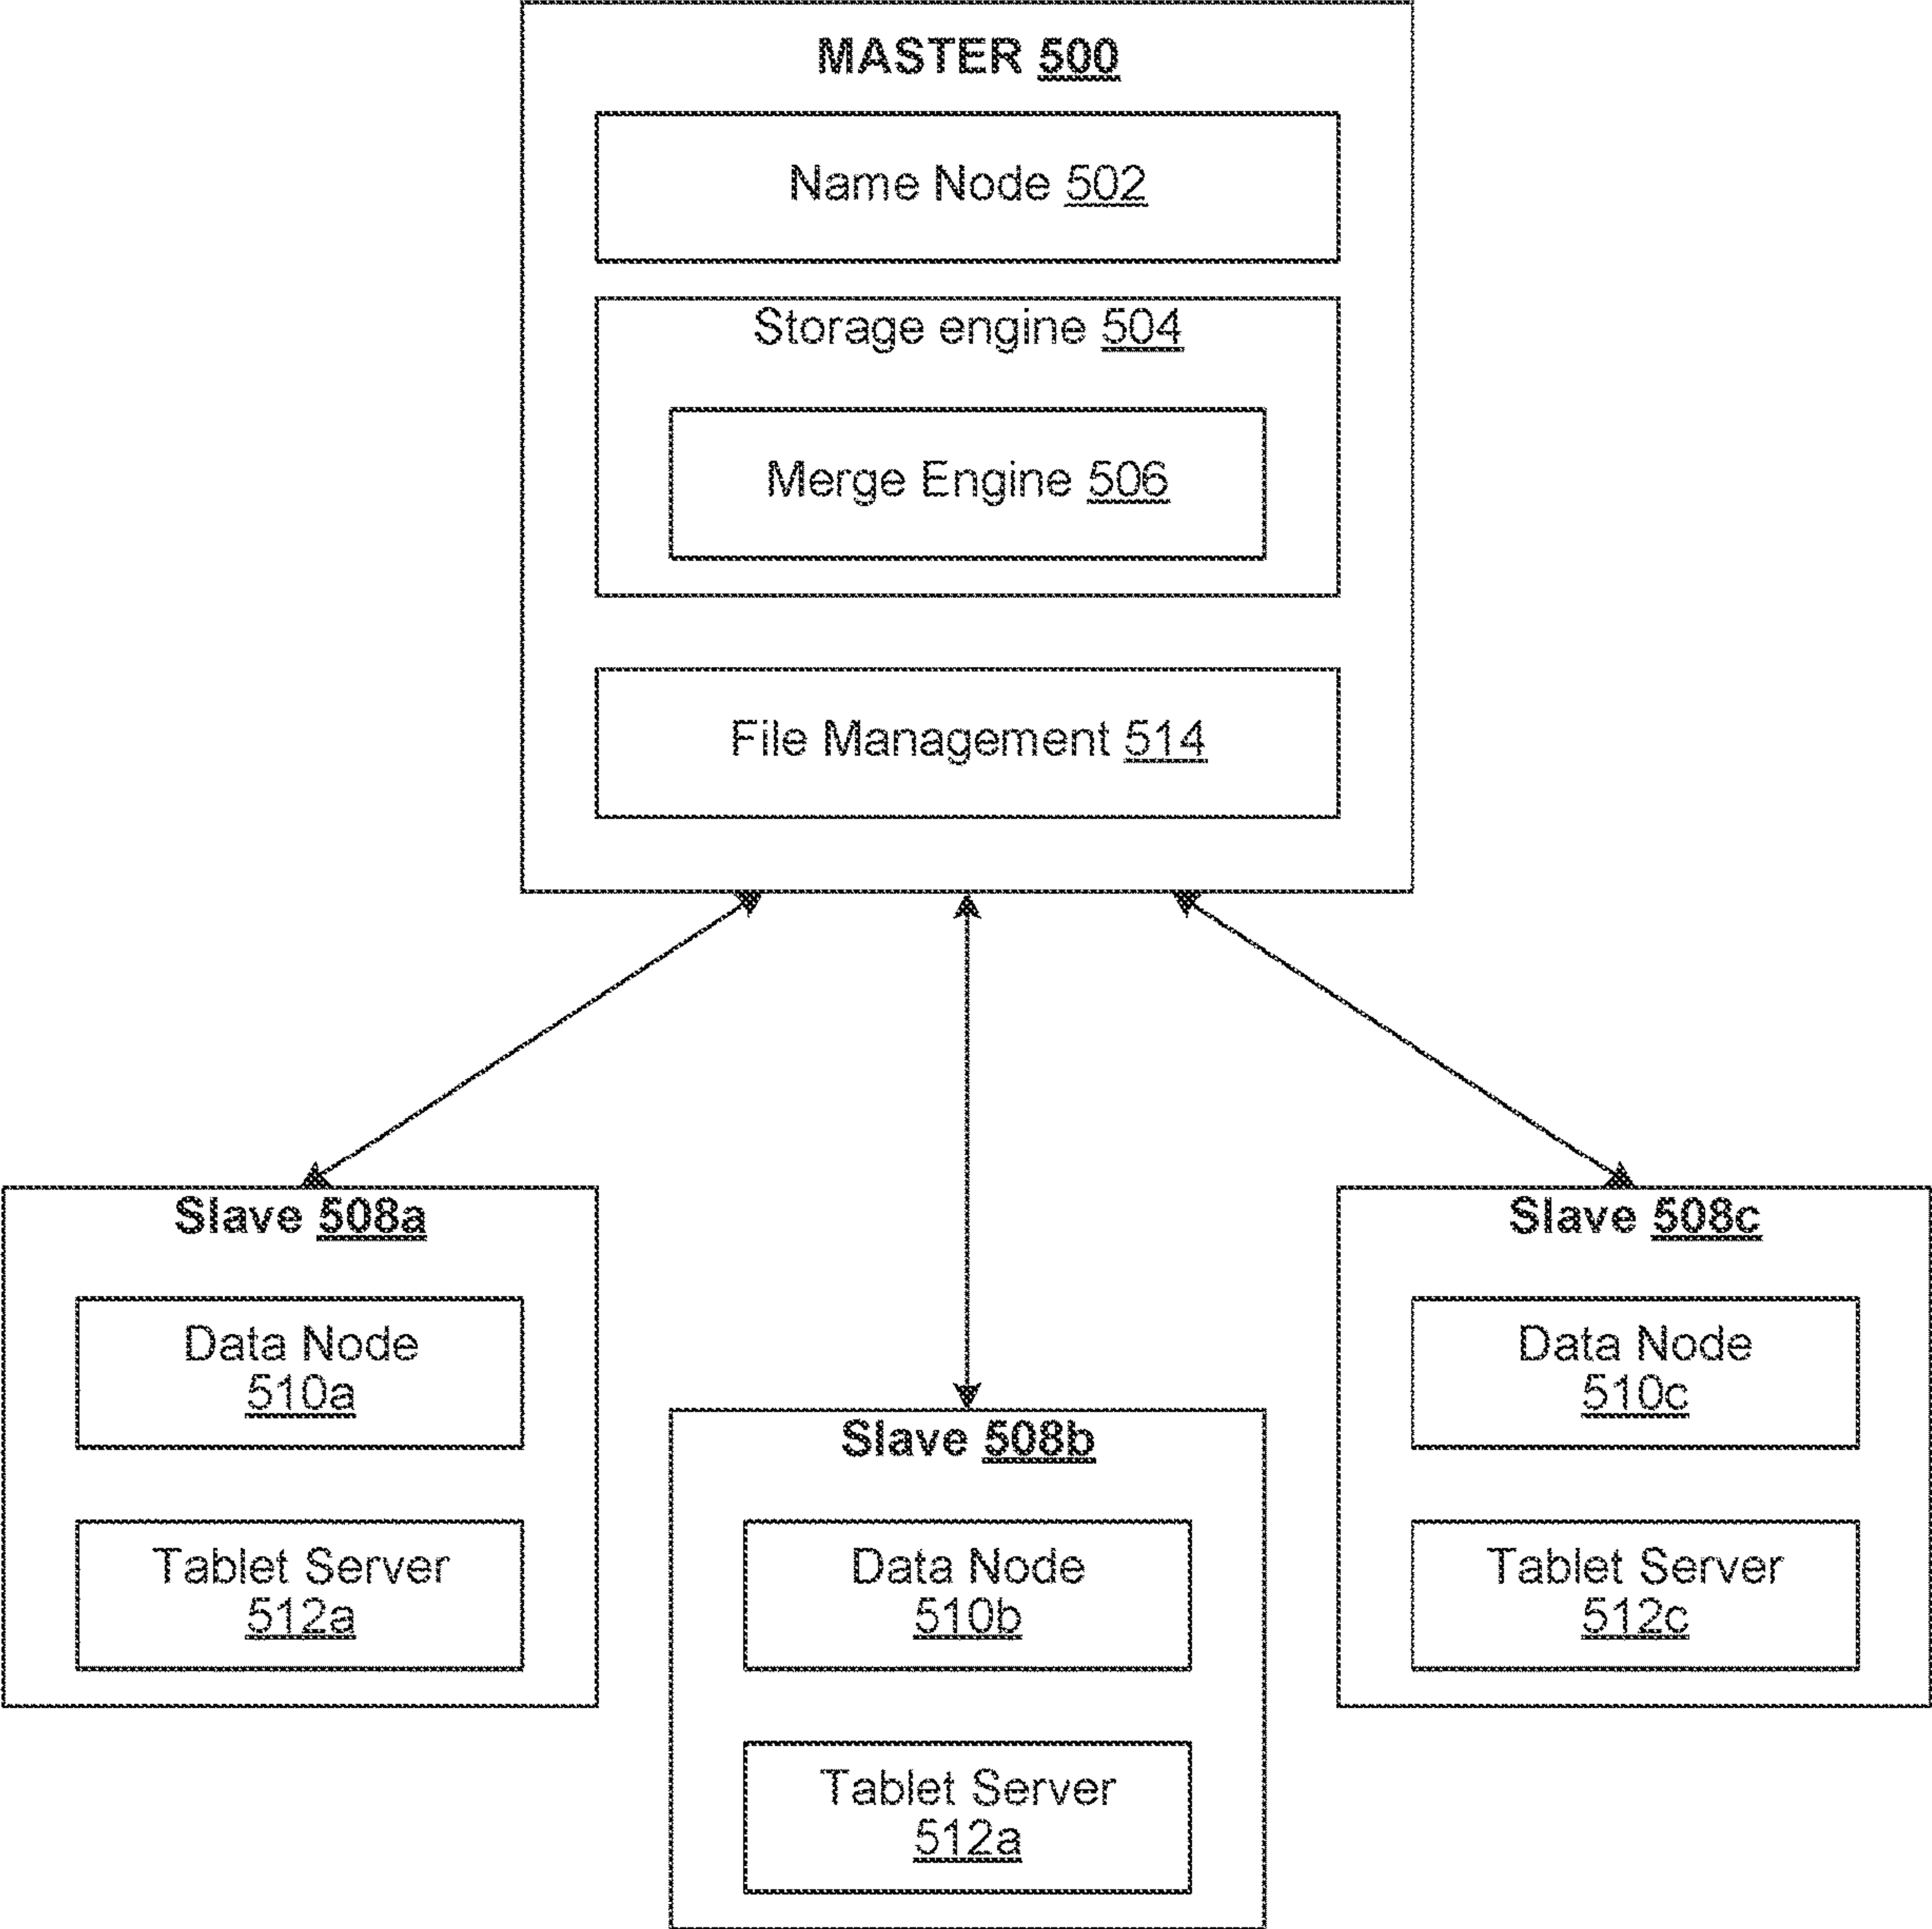 MASTER 500
Name Node 502
Storage engine 504
Merge Engine 506
File Management 514
Slave 508a
Data Node
510a
Tablet Server
512a
Slave 508b
Data Node
510b
Tablet Server
512a
Slave 508c
Data Node
510c
Tablet Server
512c